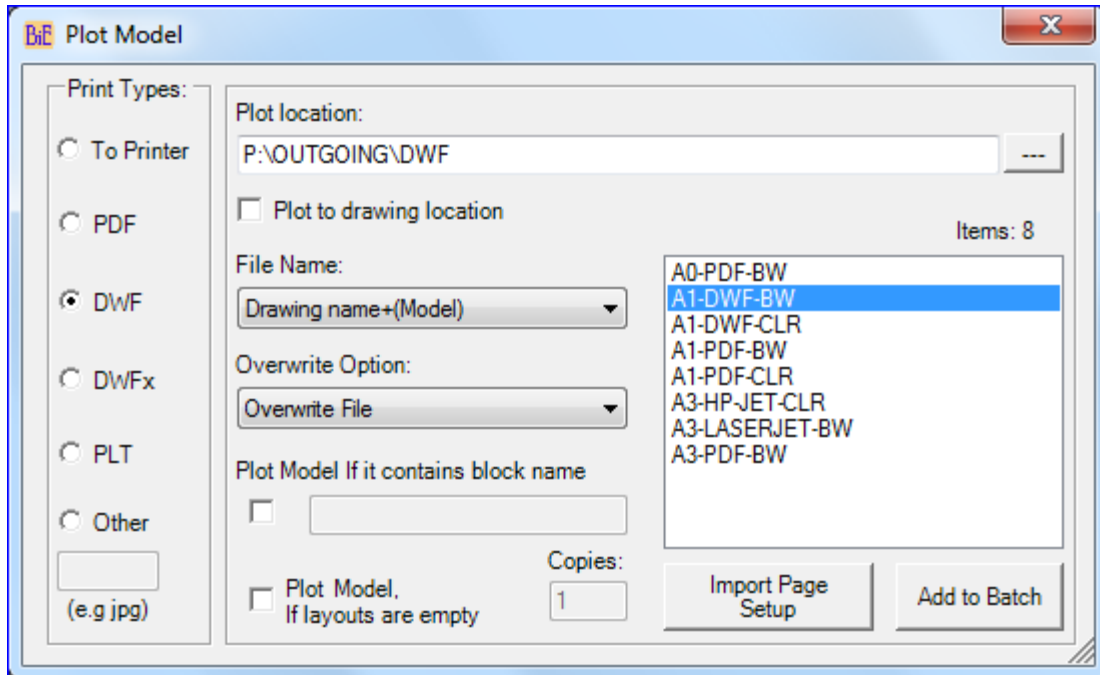 BiE Plot Model
x
Print Types:
To Printer
PDF
DWF
DWFx
PLT
Other
(e.g jpg)
Plot location:
P:\OUTGOING\DWF
---
Plot to drawing location
File Name:
Drawing name+(Model)
Overwrite Option:
Overwrite File
Plot Model If it contains block name
Plot Model,
If layouts are empty
Copies:
1
Items: 8
A0-PDF-BW
A1-DWF-BW
A1-DWF-CLR
A1-PDF-BW
A1-PDF-CLR
A3-HP-JET-CLR
A3-LASERJET-BW
A3-PDF-BW
Import Page
Setup
Add to Batch